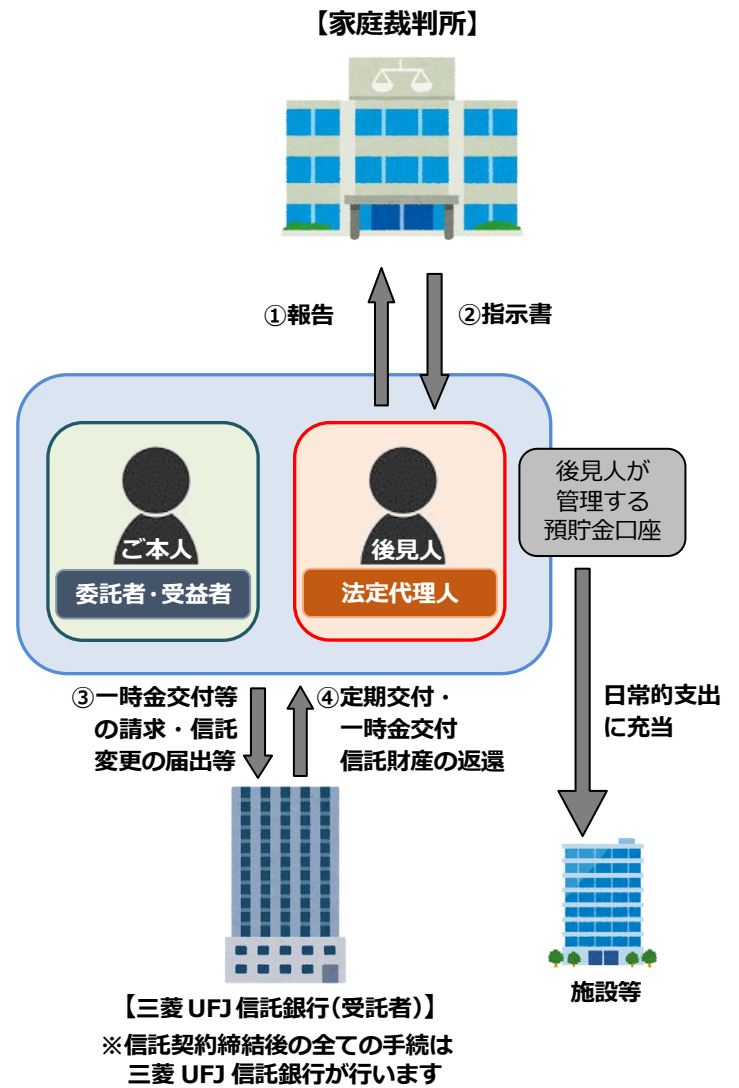 【家庭裁判所】
①報告
②指示書
ご本人
委託者・受益者
後見人
法定代理人
後見人が
管理する
預貯金口座
③一時金交付等
の請求・信託
変更の届出等
④定期交付・
一時金交付
信託財産の返還
日常的支出
に充当
【三菱 UFJ 信託銀行(受託者)】
※信託契約締結後の全ての手続は
三菱 UFJ 信託銀行が行います
施設等